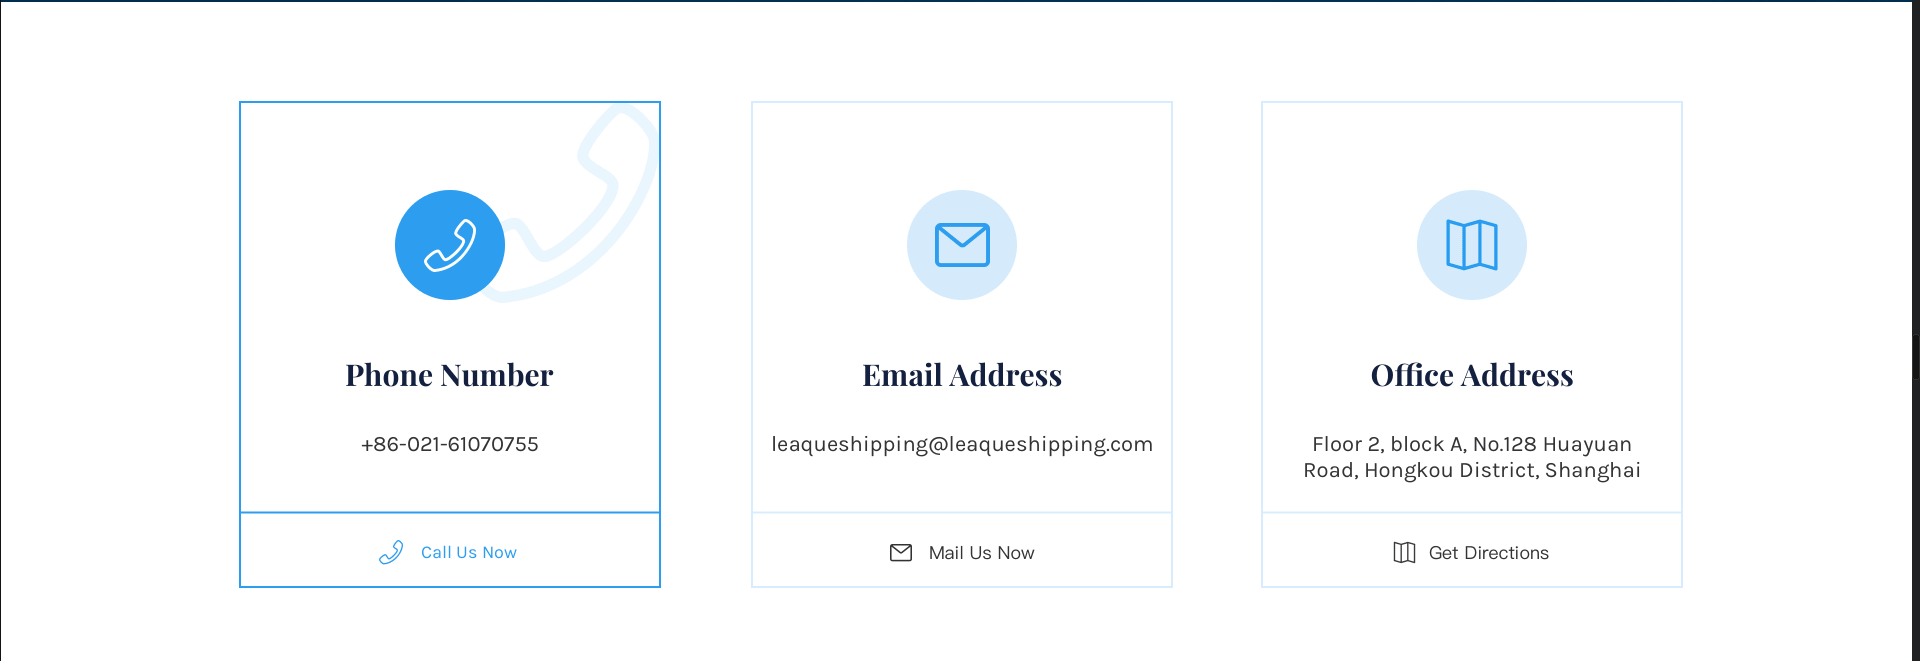 Phone Number
+86-021-61070755
Call Us Now
Email Address
leaqueshipping@leaqueshipping.com
Mail Us Now
Office Address
Floor 2, block A, No.128 Huayuan
Road, Hongkou District, Shanghai
Get Directions